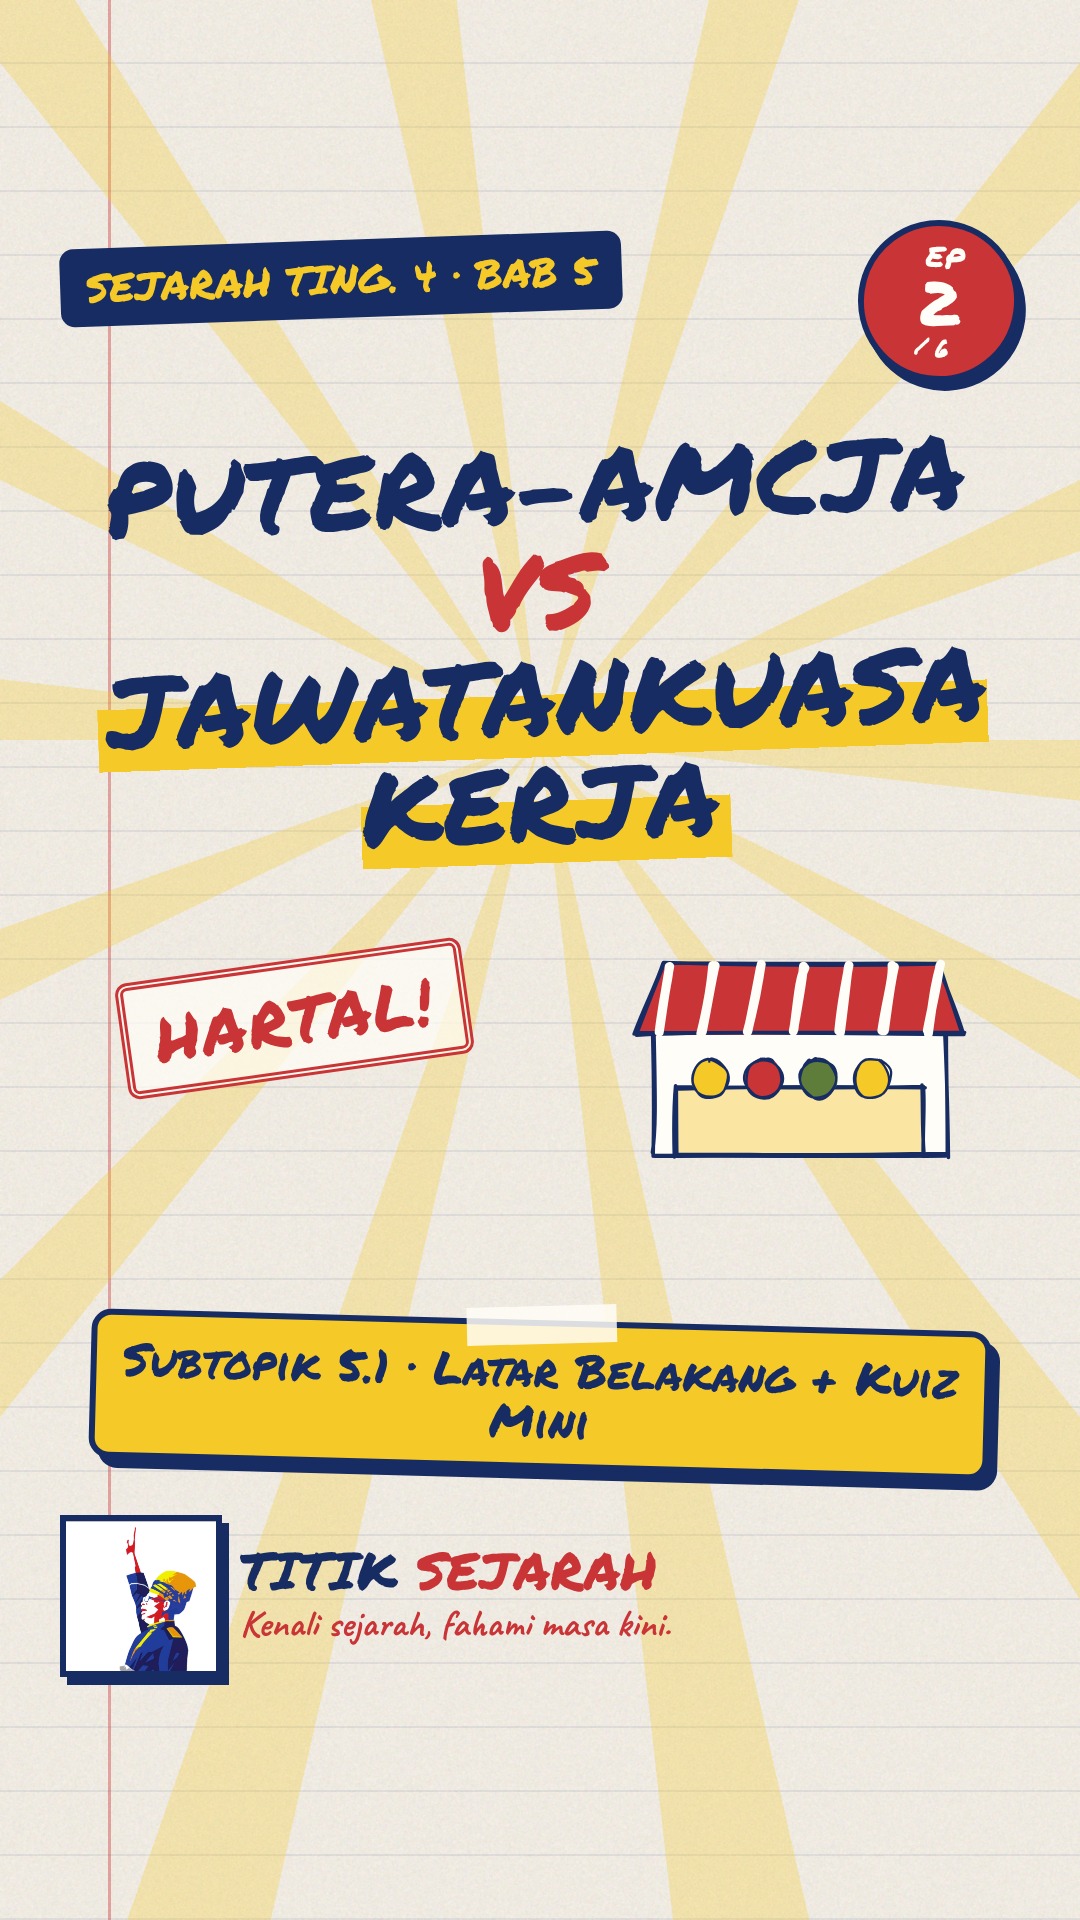 SEJARAH TING. 4 · BAB 5
EP
2
/ 6
PUTERA-AMCJA
VS
JAWATANKUASA
KERJA
HARTAL!
SUBTOPIK 5.1 · LATAR BELAKANG + KUIZ
MINI
TITIK SEJARAH
Kenali sejarah, fahami masa kini.